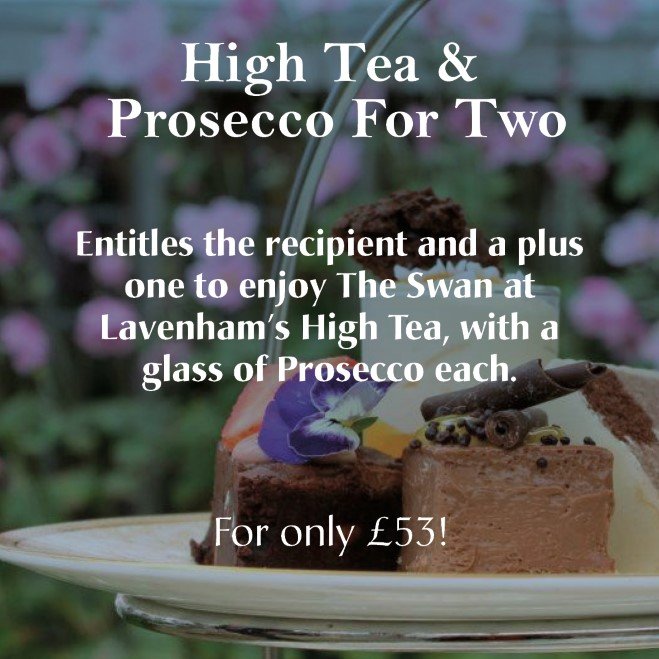 High Tea &
Prosecco For Two
Entitles the recipient and a plus
one to enjoy The Swan at
Lavenham’s High Tea, with a
glass of Prosecco each.
For only £53!